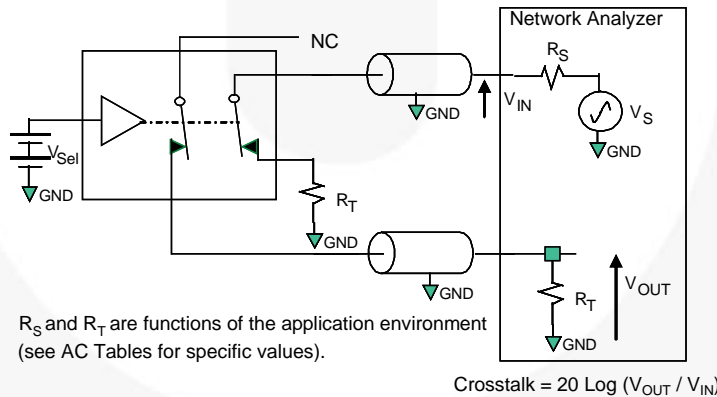 Network Analyzer
NC
R_S
V_IN
V_S
GND
GND
V_Sel
GND
R_T
GND
GND
R_T
V_OUT
GND
R_S and R_T are functions of the application environment
(see AC Tables for specific values).
Crosstalk = 20 Log (V_OUT / V_IN)